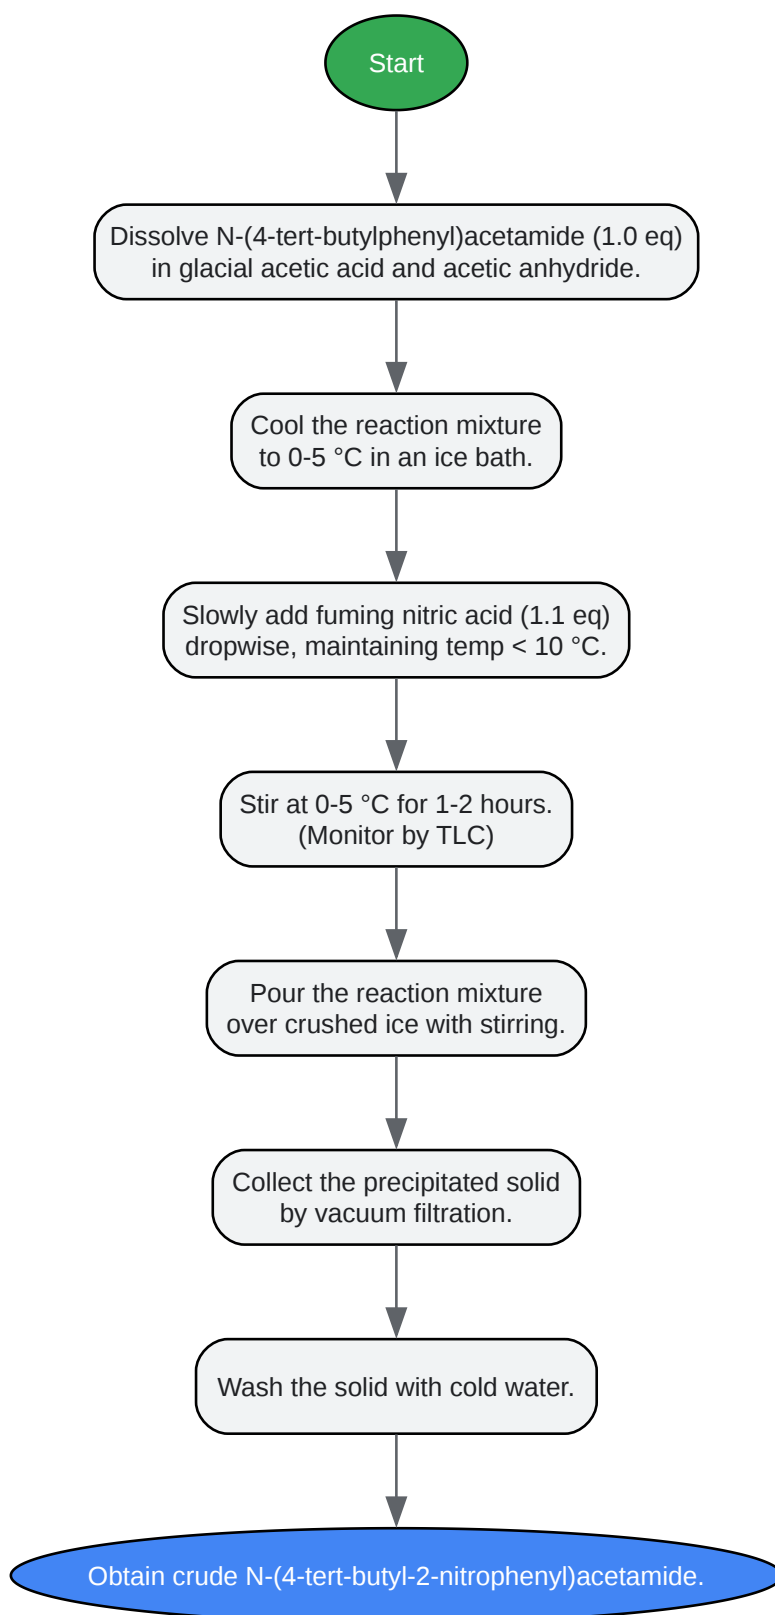 Start
Dissolve N-(4-tert-butylphenyl)acetamide (1.0 eq)
in glacial acetic acid and acetic anhydride.
Cool the reaction mixture
to 0-5 °C in an ice bath.
Slowly add fuming nitric acid (1.1 eq)
dropwise, maintaining temp < 10 °C.
Stir at 0-5 °C for 1-2 hours.
(Monitor by TLC)
Pour the reaction mixture
over crushed ice with stirring.
Collect the precipitated solid
by vacuum filtration.
Wash the solid with cold water.
Obtain crude N-(4-tert-butyl-2-nitrophenyl)acetamide.